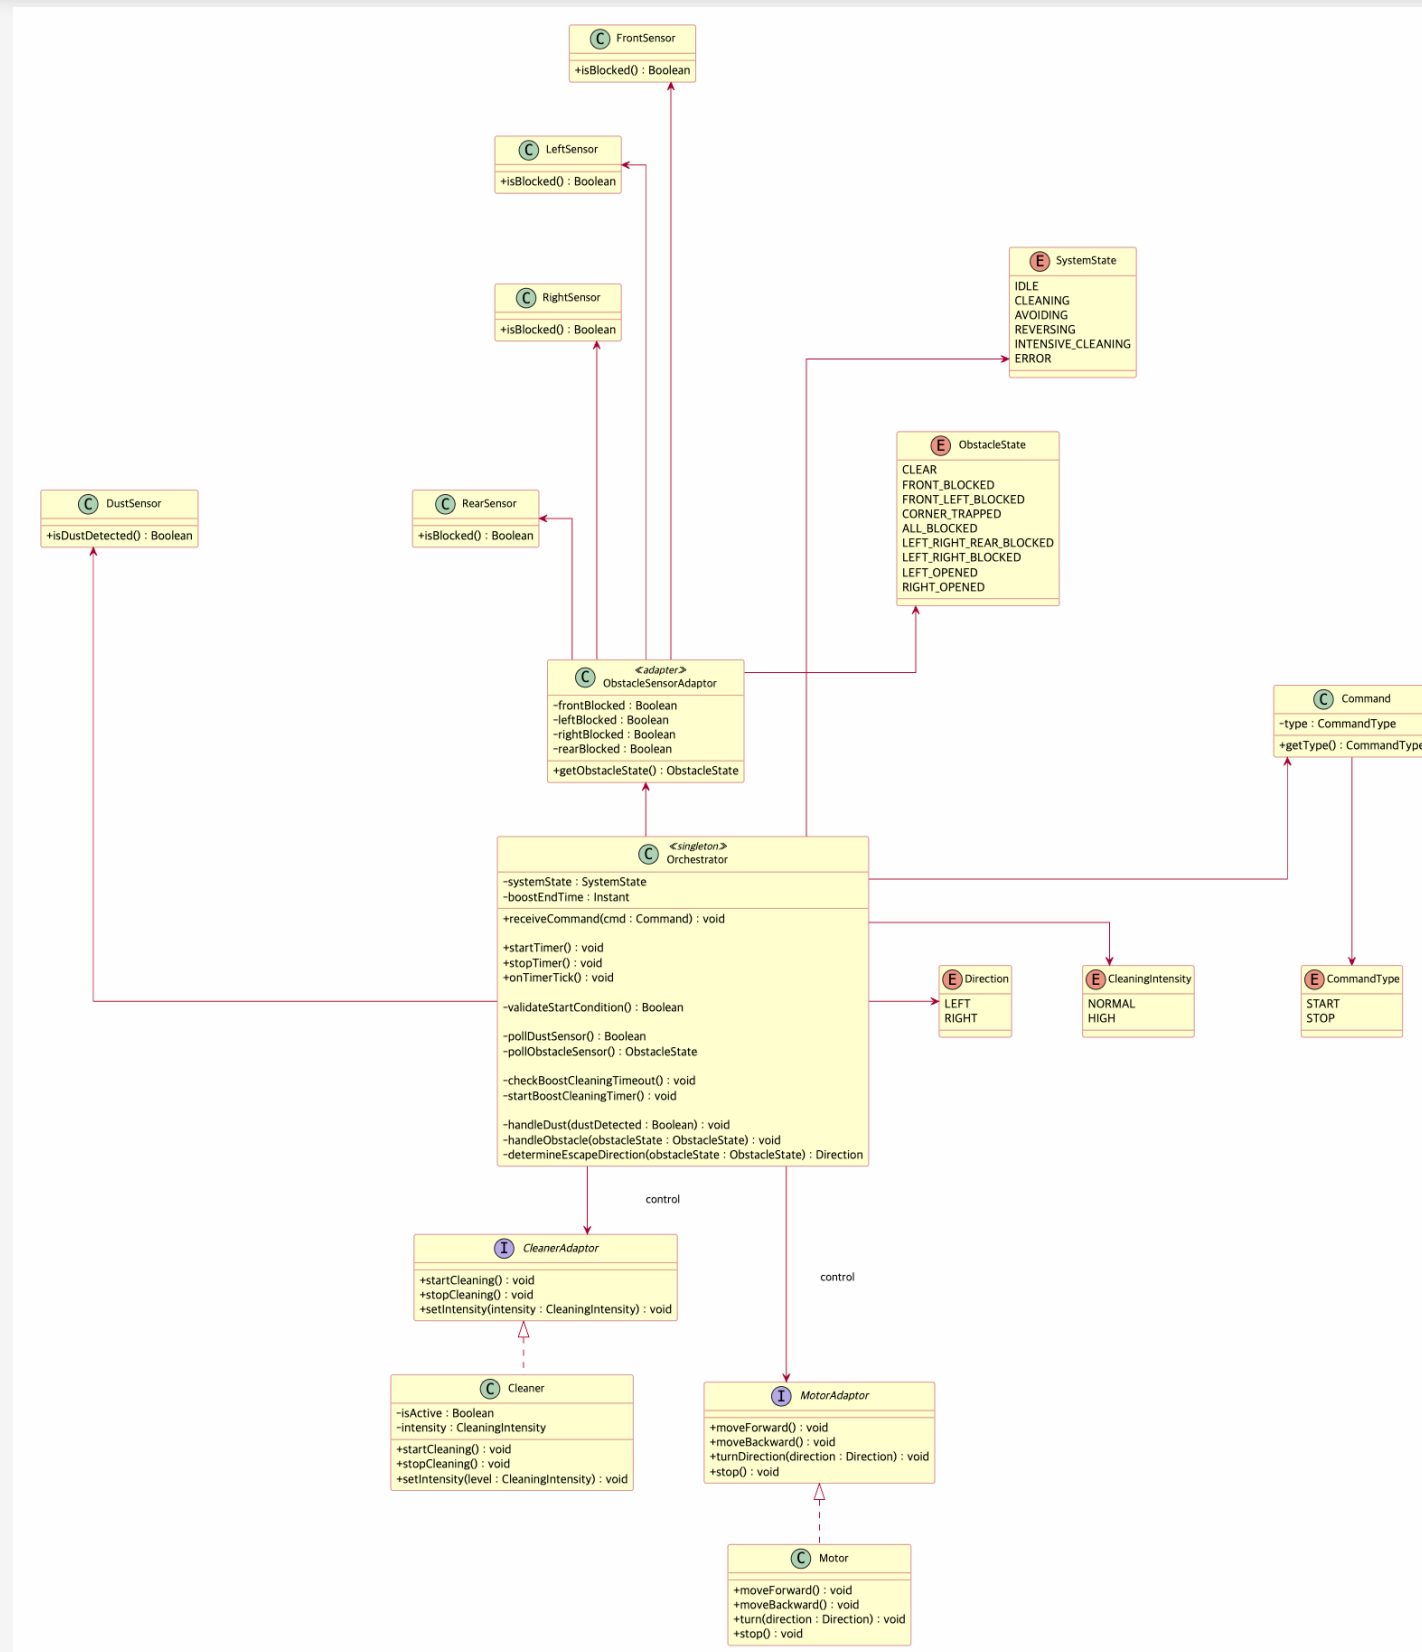 C FrontSensor
+isBlocked() : Boolean
C LeftSensor
+isBlocked() : Boolean
C RightSensor
+isBlocked() : Boolean
E SystemState
IDLE
CLEANING
AVOIDING
REVERSING
INTENSIVE_CLEANING
ERROR
E ObstacleState
CLEAR
FRONT_BLOCKED
FRONT_LEFT_BLOCKED
CORNER_TRAPPED
ALL_BLOCKED
LEFT_RIGHT_REAR_BLOCKED
LEFT_RIGHT_BLOCKED
LEFT_OPENED
RIGHT_OPENED
C DustSensor
+isDustDetected() : Boolean
C RearSensor
+isBlocked() : Boolean
«adapter»
C ObstacleSensorAdaptor
-frontBlocked : Boolean
-leftBlocked : Boolean
-rightBlocked : Boolean
-rearBlocked : Boolean
+getObstacleState() : ObstacleState
C Command
-type : CommandType
+getType() : CommandType
«singleton»
C Orchestrator
-systemState : SystemState
-boostEndTime : Instant
+receiveCommand(cmd : Command) : void
+startTimer() : void
+stopTimer() : void
+onTimerTick() : void
-validateStartCondition() : Boolean
-pollDustSensor() : Boolean
-pollObstacleSensor() : ObstacleState
-checkBoostCleaningTimeout() : void
-startBoostCleaningTimer() : void
-handleDust(dustDetected : Boolean) : void
-handleObstacle(obstacleState : ObstacleState) : void
-determineEscapeDirection(obstacleState : ObstacleState) : Direction
E Direction
LEFT
RIGHT
E CleaningIntensity
NORMAL
HIGH
E CommandType
START
STOP
control
I CleanerAdaptor
+startCleaning() : void
+stopCleaning() : void
+setIntensity(intensity : CleaningIntensity) : void
control
C Cleaner
-isActive : Boolean
-intensity : CleaningIntensity
+startCleaning() : void
+stopCleaning() : void
+setIntensity(level : CleaningIntensity) : void
I MotorAdaptor
+moveForward() : void
+moveBackward() : void
+turnDirection(direction : Direction) : void
+stop() : void
C Motor
+moveForward() : void
+moveBackward() : void
+turn(direction : Direction) : void
+stop() : void